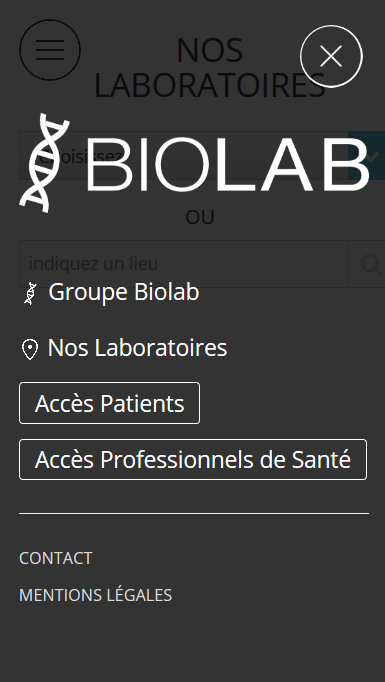 NOS
LABORATOIRES
Choisissez
BIOLAB
OU
indiquez un lieu
Groupe Biolab
Nos Laboratoires
Accès Patients
Accès Professionnels de Santé
CONTACT
MENTIONS LÉGALES